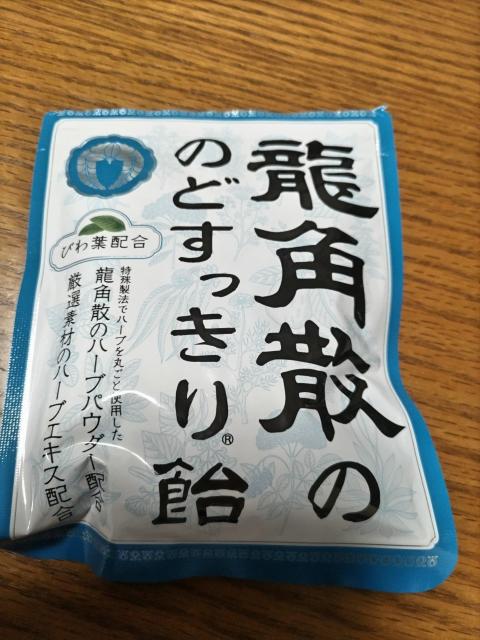 龍角散の
のどすっきり®飴
びわ葉配合
特殊製法でハーブを丸ごと使用した
龍角散のハーブパウダー配合
厳選素材のハーブエキス配合